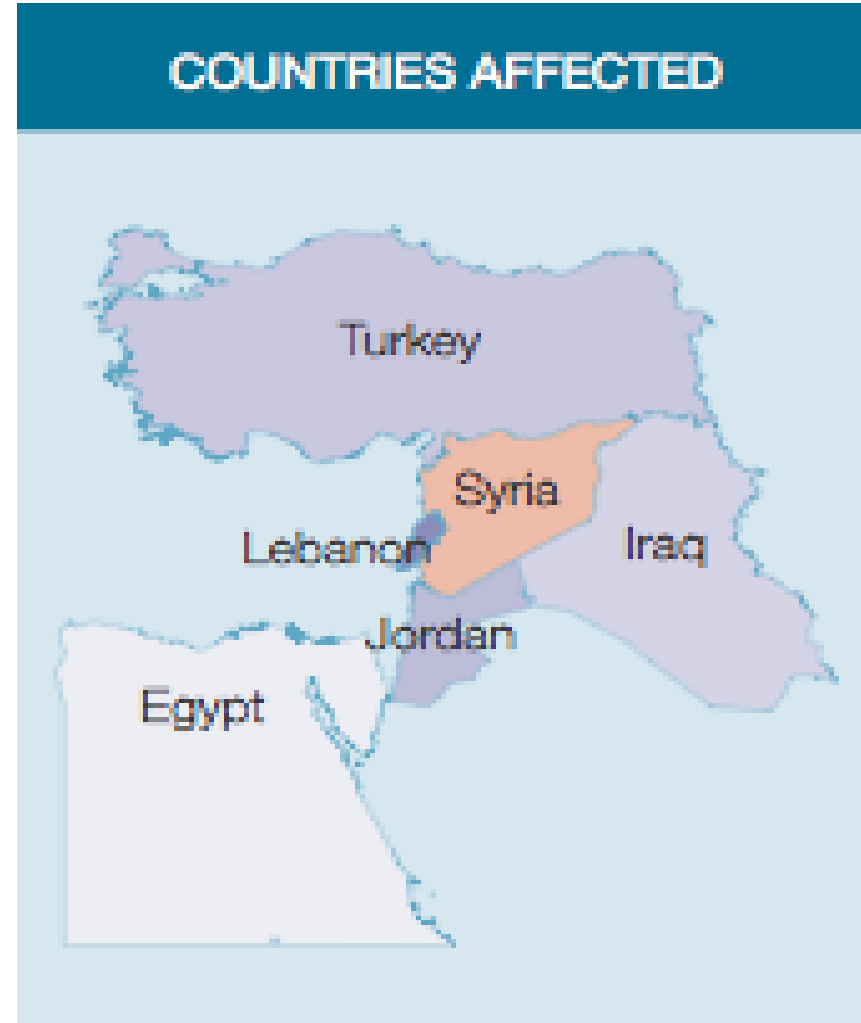 COUNTRIES AFFECTED
Turkey
Syria
Lebanon
Iraq
Jordan
Egypt